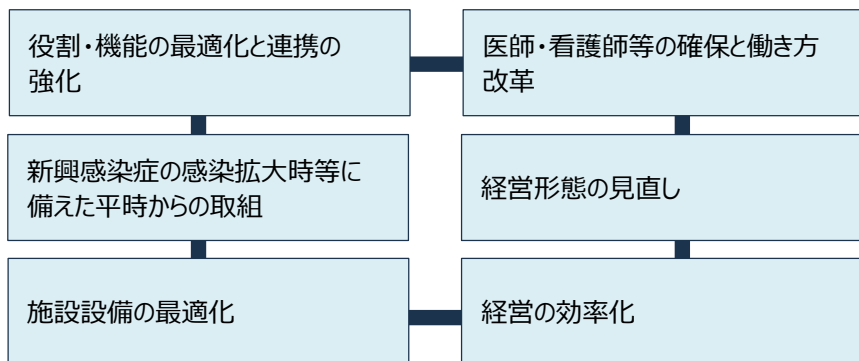 役割・機能の最適化と連携の
強化
医師・看護師等の確保と働き方
改革
新興感染症の感染拡大時等に
備えた平時からの取組
経営形態の見直し
施設設備の最適化
経営の効率化